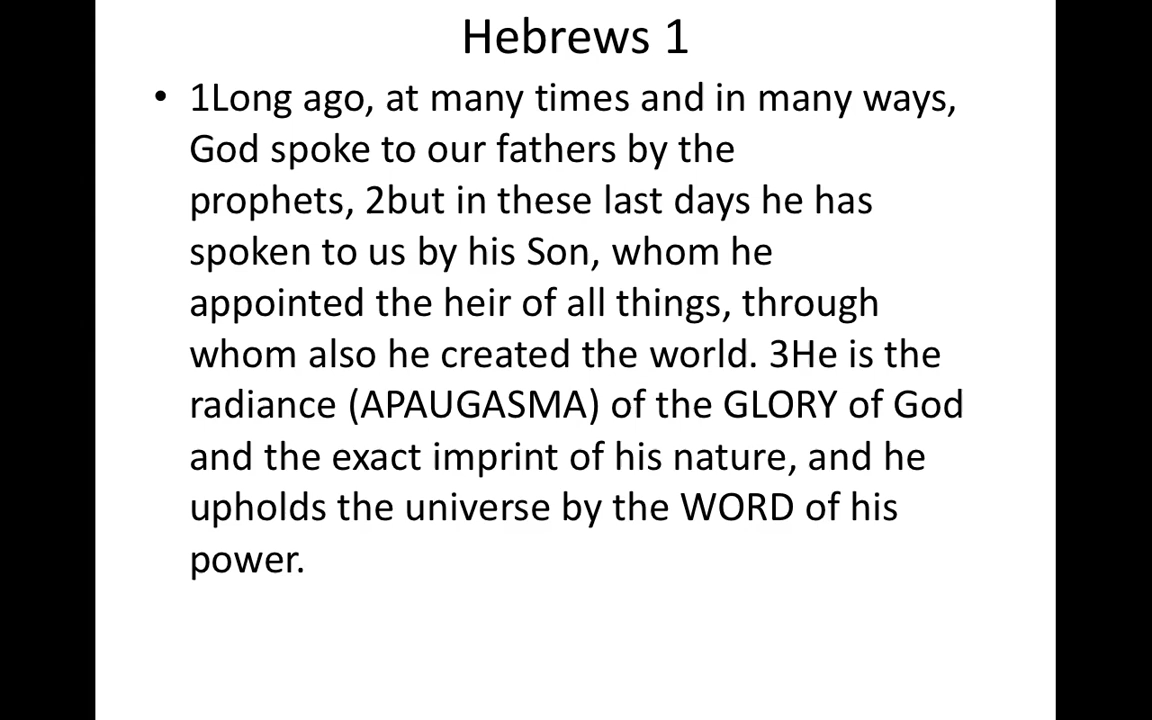 Hebrews 1
• 1Long ago, at many times and in many ways,
God spoke to our fathers by the
prophets, 2but in these last days he has
spoken to us by his Son, whom he
appointed the heir of all things, through
whom also he created the world. 3He is the
radiance (APAUGASMA) of the GLORY of God
and the exact imprint of his nature, and he
upholds the universe by the WORD of his
power.